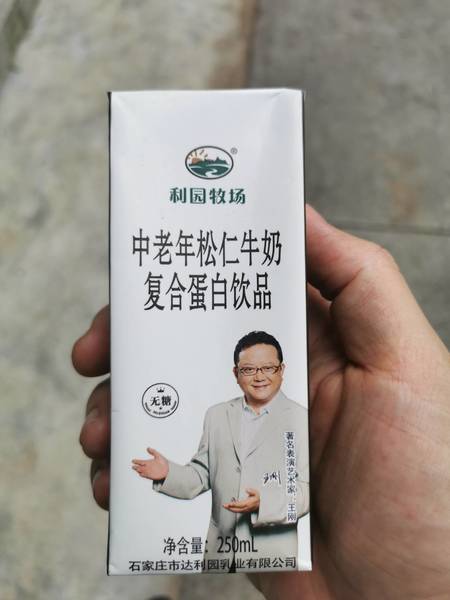 利园牧场
®
中老年松仁牛奶
复合蛋白饮品
无糖
著名表演艺术家：王刚
净含量：250mL
石家庄市达利园乳业有限公司